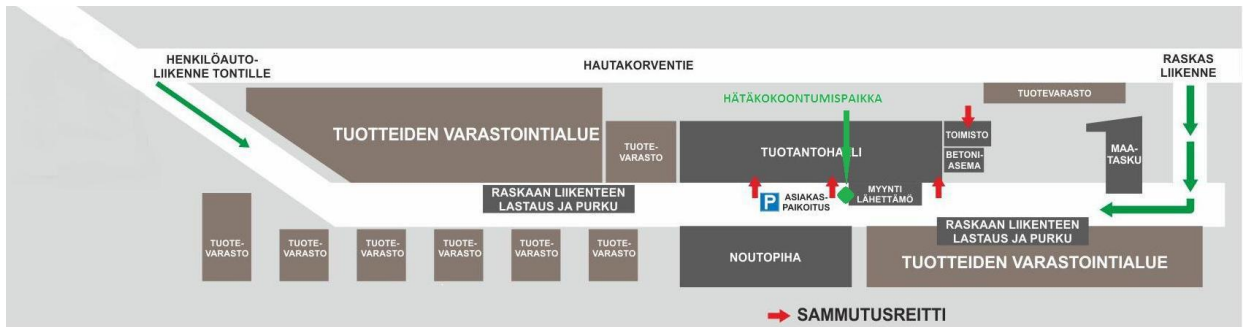 HENKILÖAUTO-
LIIKENNE TONTILLE
HAUTAKORVENTIE
RASKAS
LIIKENNE
HÄTÄKOKOONTUMISPAIKKA
TUOTEVARASTO
TUOTTEIDEN VARASTOINTIALUE
TUOTE-
VARASTO
TUOTANTOHALLI
TOIMISTO
BETONI-
ASEMA
MAA-
TASKU
RASKAAN LIIKENTEEN
LASTAUS JA PURKU
P
ASIAKAS-
PAIKOITUS
MYYNTI
LÄHETTÄMÖ
RASKAAN LIIKENTEEN
LASTAUS JA PURKU
TUOTE-
VARASTO
TUOTE-
VARASTO
TUOTE-
VARASTO
TUOTE-
VARASTO
TUOTE-
VARASTO
TUOTE-
VARASTO
NOUTOPIHA
TUOTTEIDEN VARASTOINTIALUE
SAMMUTUSREITTI